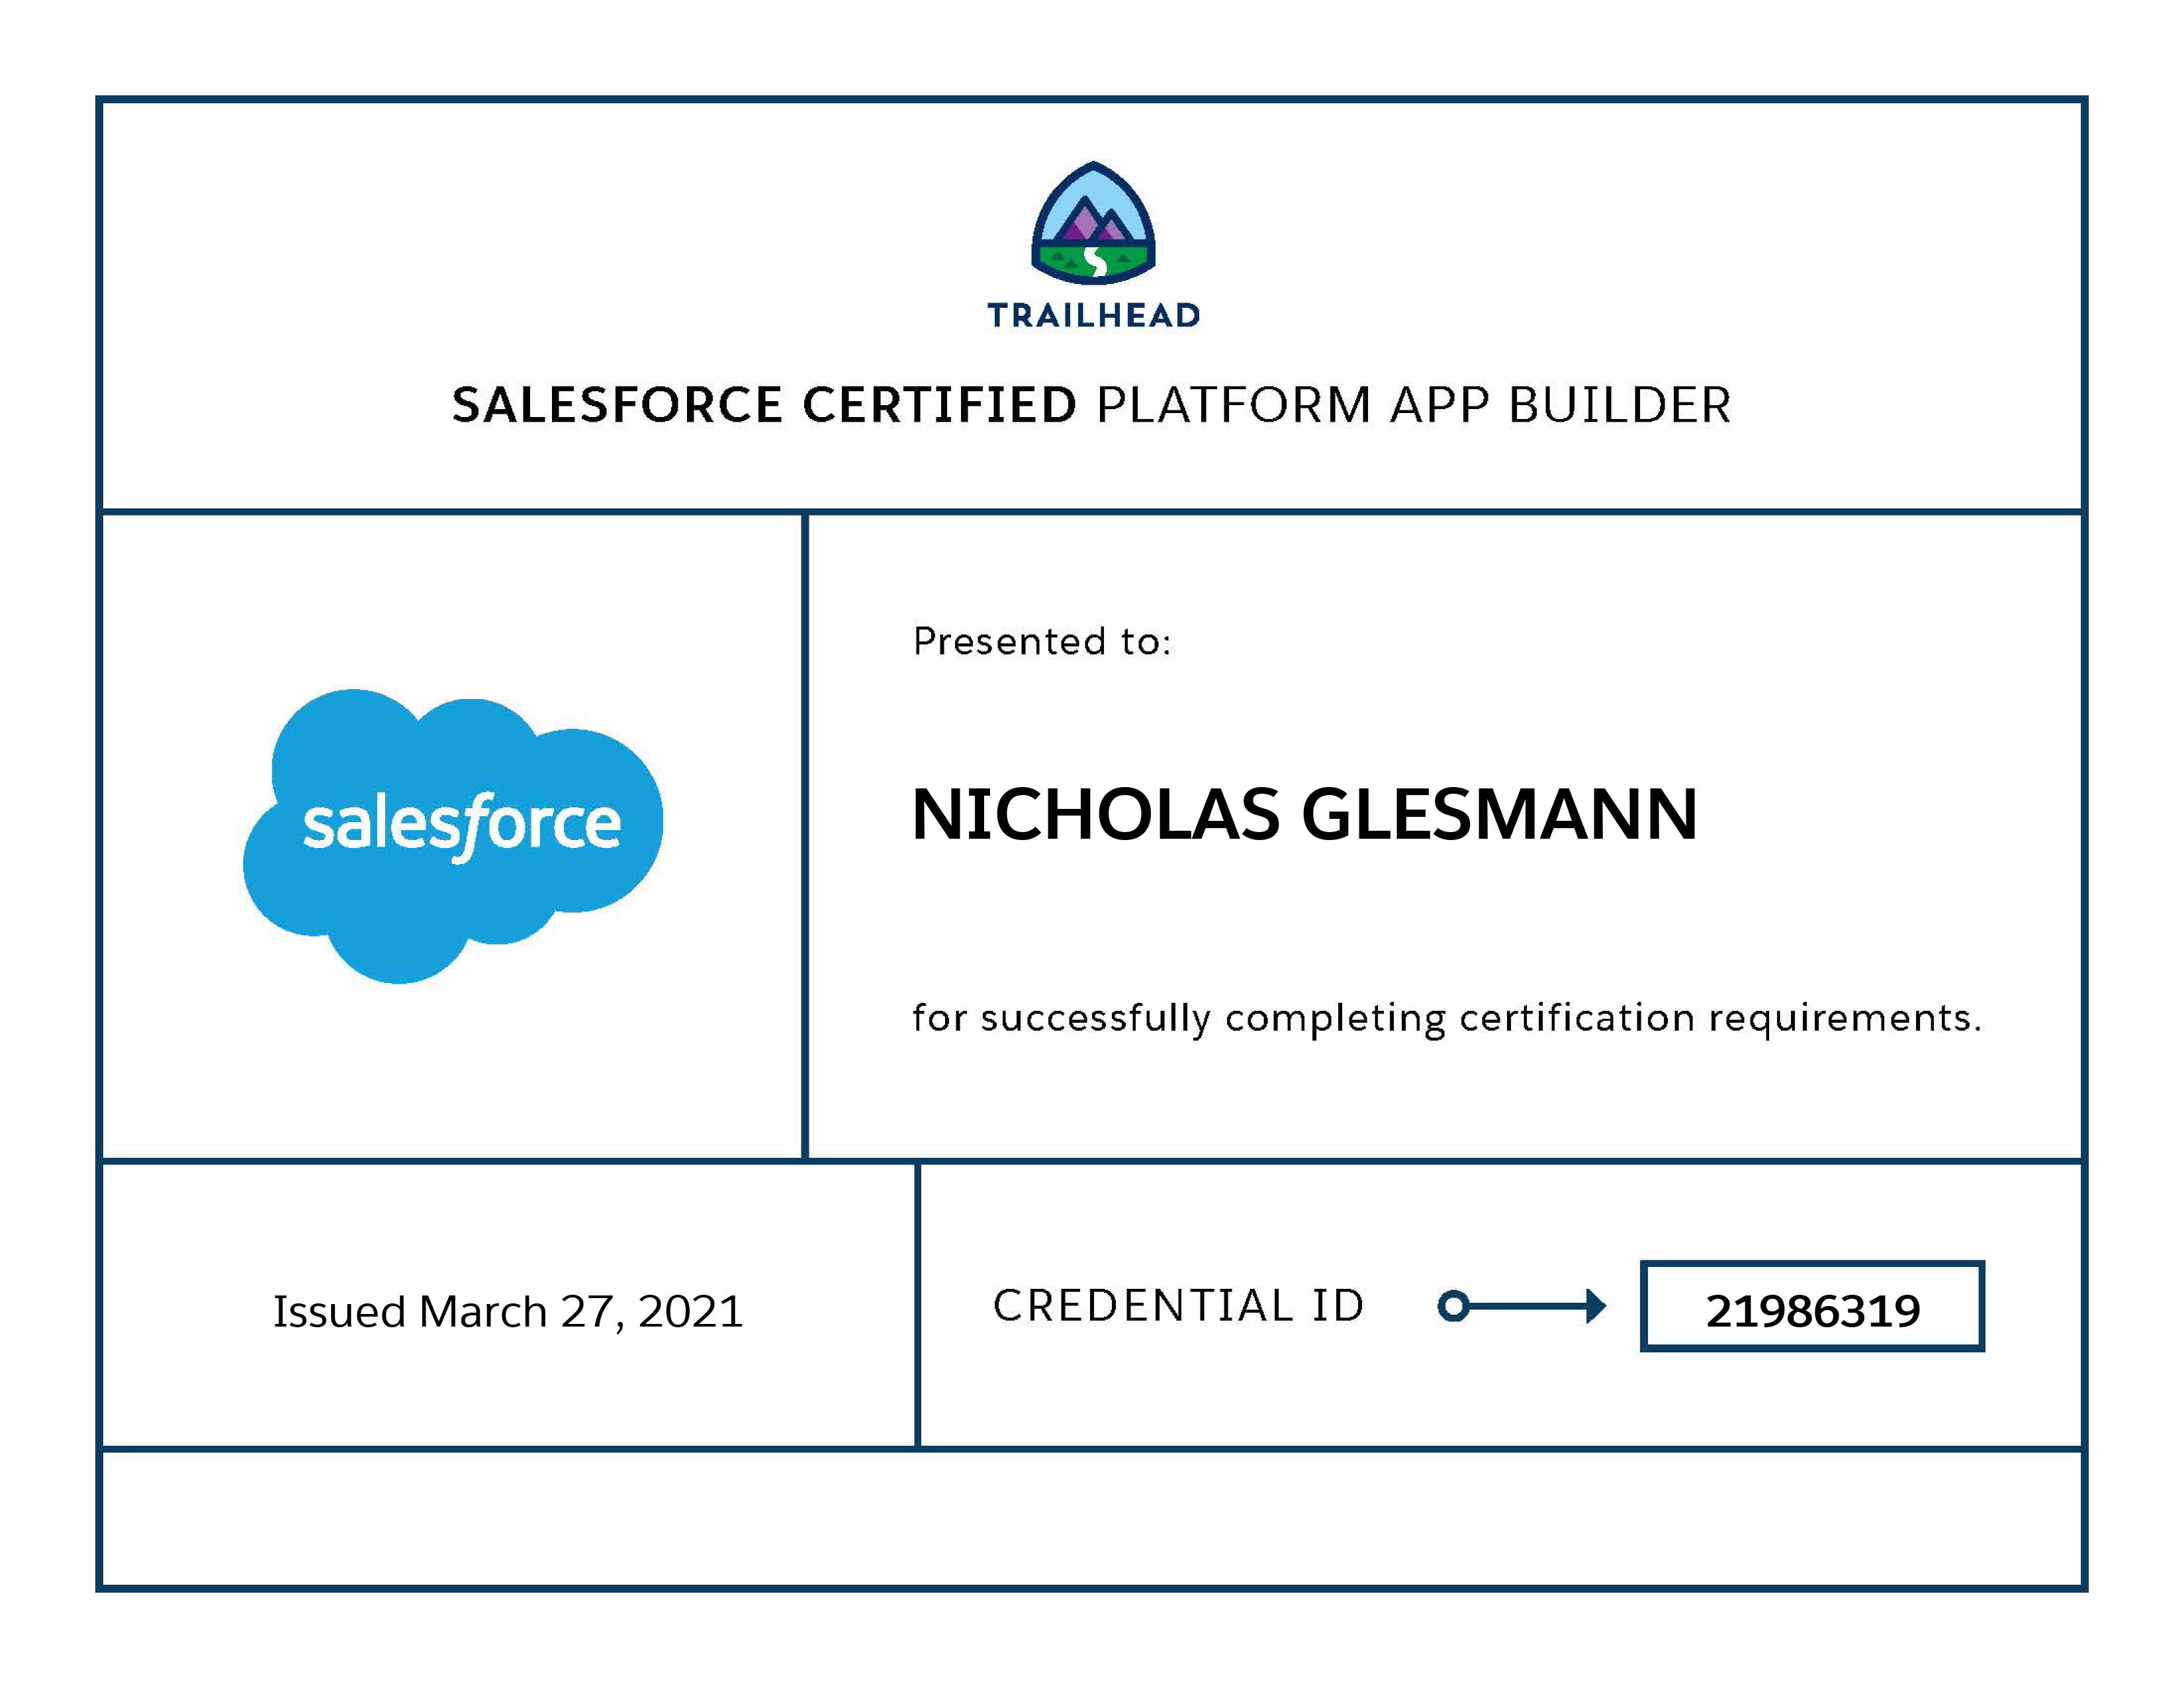 TRAILHEAD
SALESFORCE CERTIFIED PLATFORM APP BUILDER
salesforce
Presented to:
NICHOLAS GLESMANN
for successfully completing certification requirements.
Issued March 27, 2021
CREDENTIAL ID
21986319